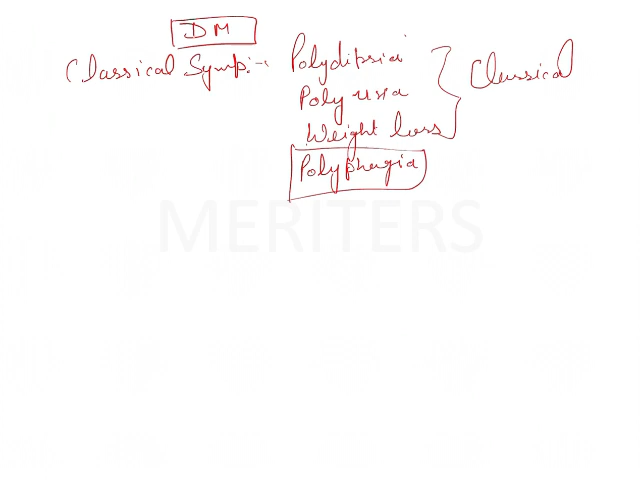 DM
Classical Symp:- Polydipsia
Polyuria
Weight loss
Classical
Polyphagia
MERITERS